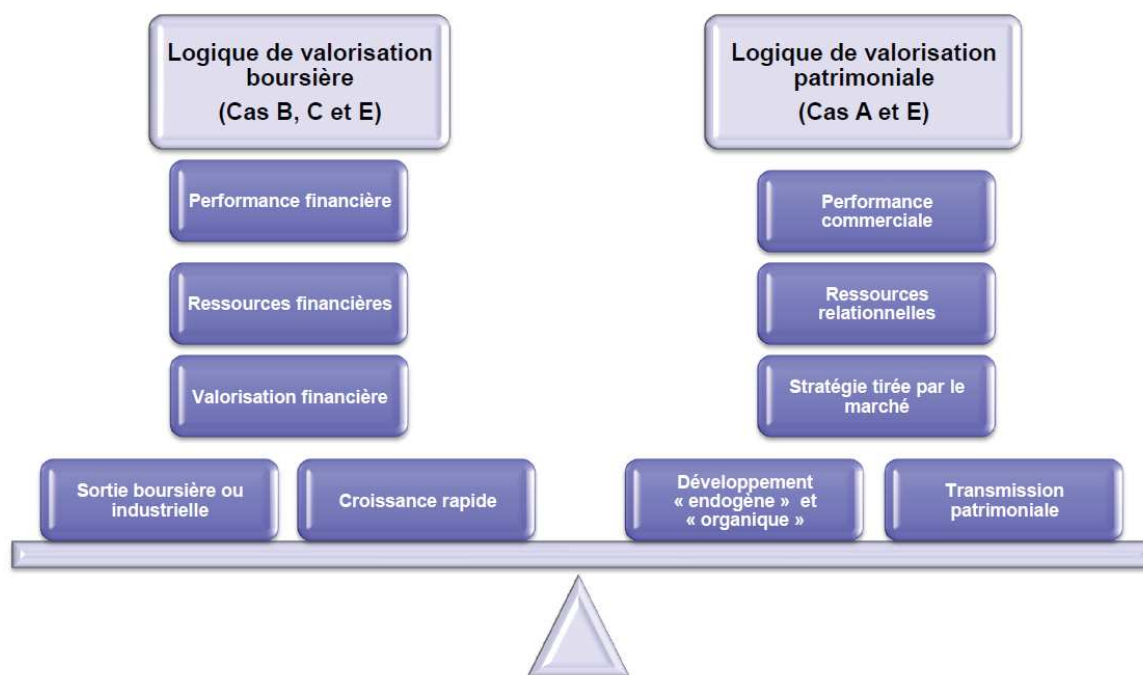 Logique de valorisation
boursière
(Cas B, C et E)
Performance financière
Ressources financières
Valorisation financière
Sortie boursière ou
industrielle
Croissance rapide
Logique de valorisation
patrimoniale
(Cas A et E)
Performance
commerciale
Ressources
relationnelles
Stratégie tirée par le
marché
Développement
« endogène » et
« organique »
Transmission
patrimoniale